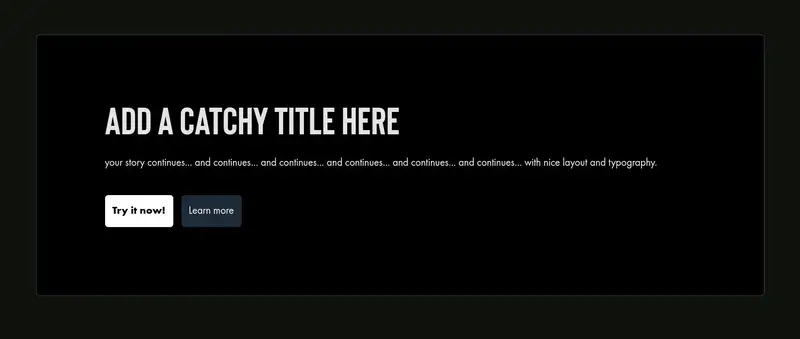 ADD A CATCHY TITLE HERE
your story continues... and continues... and continues... and continues... and continues... and continues... with nice layout and typography.
Try it now!
Learn more